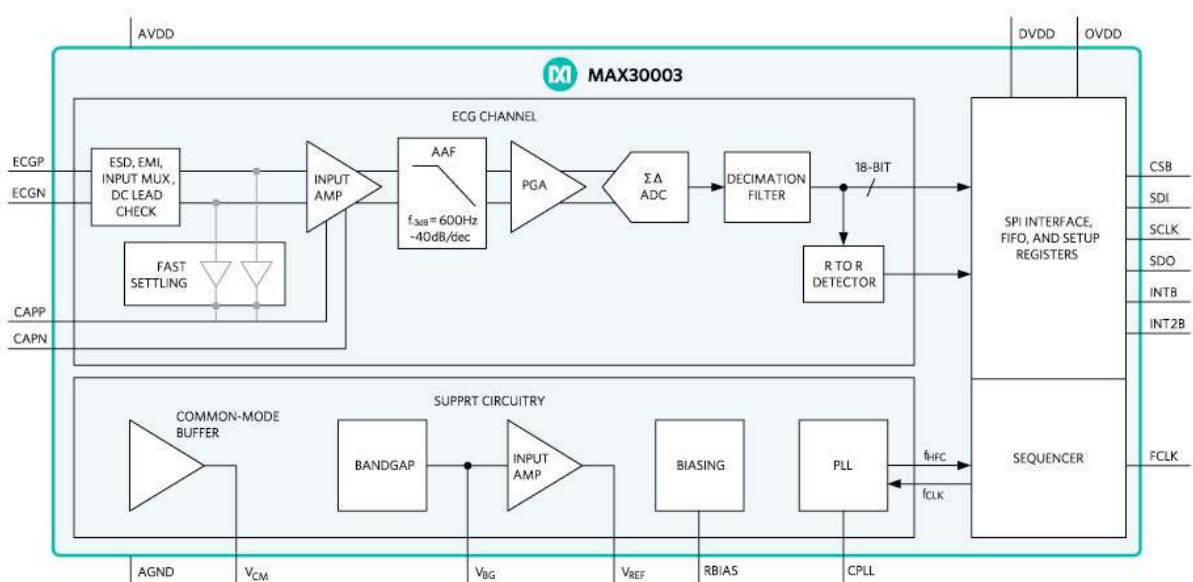 AVDD
DVDD
OVDD
MAX30003
ECG CHANNEL
ECGP
ECGN
ESD, EMI,
INPUT MUX,
DC LEAD
CHECK
INPUT
AMP
AAF
f-3dB = 600Hz
-40dB/dec
PGA
ΣΔ
ADC
DECIMATION
FILTER
18-BIT
R TO R
DETECTOR
FAST
SETTLING
CAPP
CAPN
SPI INTERFACE,
FIFO, AND SETUP
REGISTERS
CSB
SDI
SCLK
SDO
INTB
INT2B
SUPPRT CIRCUITRY
COMMON-MODE
BUFFER
BANDGAP
INPUT
AMP
BIASING
PLL
fHFC
fCLK
SEQUENCER
FCLK
AGND
VCM
VBG
VREF
RBIAS
CPLL